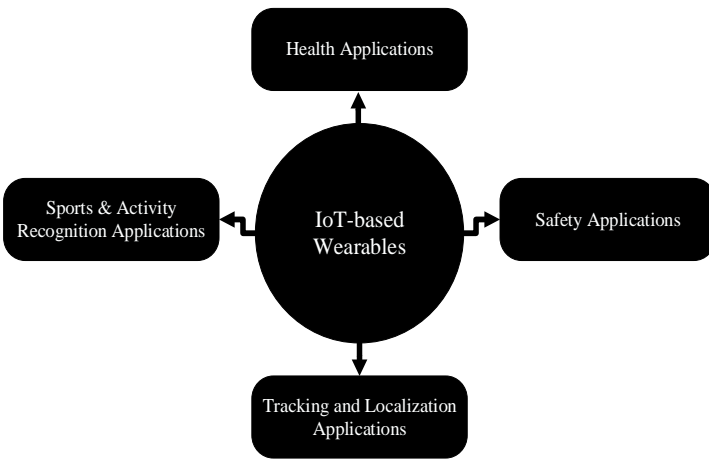 Health Applications
Sports & Activity
Recognition Applications
IoT-based
Wearables
Safety Applications
Tracking and Localization
Applications